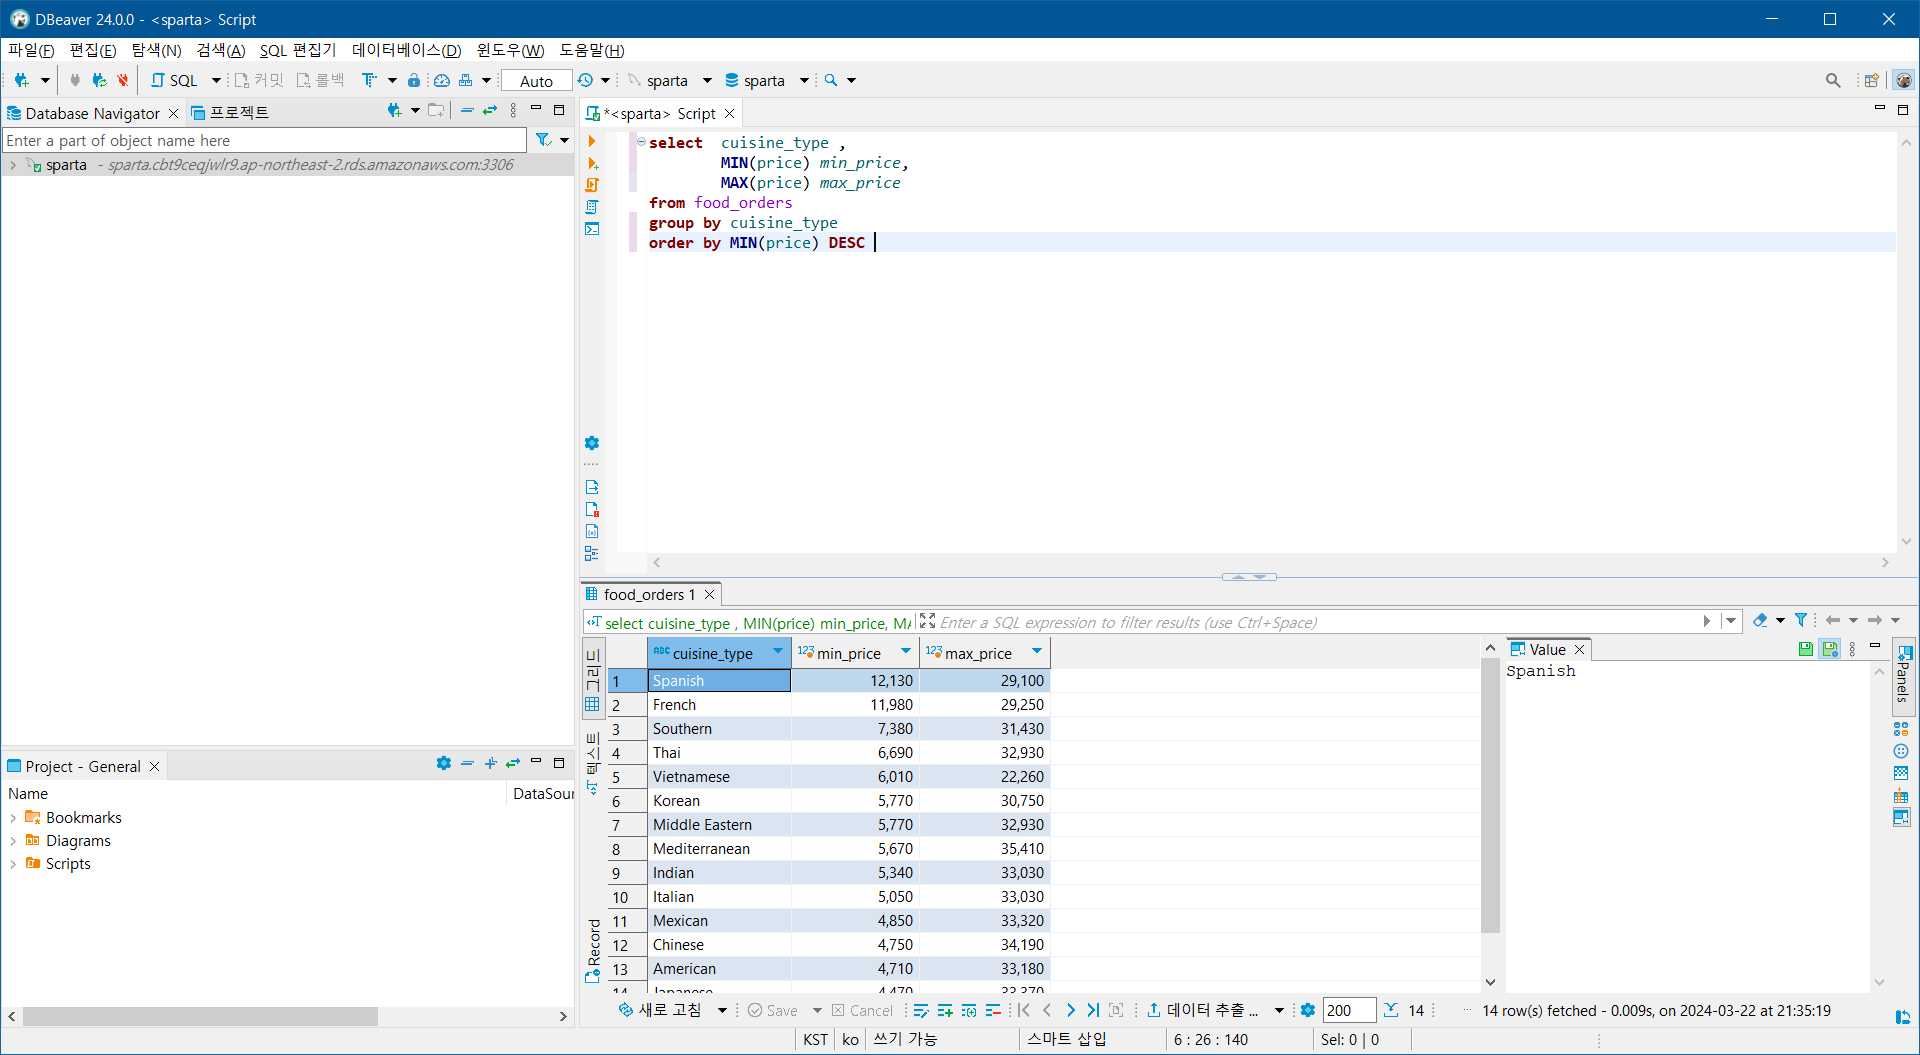 DBeaver 24.0.0 - <sparta> Script
파일(F) 편집(E) 탐색(N) 검색(A) SQL 편집기 데이터베이스(D) 윈도우(W) 도움말(H)
SQL 커밋 롤백 Auto sparta sparta
Database Navigator 프로젝트
Enter a part of object name here
sparta - sparta.cbt9ceqjwlr9.ap-northeast-2.rds.amazonaws.com:3306
Project - General
Name DataSour
Bookmarks
Diagrams
Scripts
*<sparta> Script
select cuisine_type ,
MIN(price) min_price,
MAX(price) max_price
from food_orders
group by cuisine_type
order by MIN(price) DESC
food_orders 1
select cuisine_type , MIN(price) min_price, MA
Enter a SQL expression to filter results (use Ctrl+Space)
그리드
텍스트
Record
ABC cuisine_type 123 min_price 123 max_price
1 Spanish 12,130 29,100
2 French 11,980 29,250
3 Southern 7,380 31,430
4 Thai 6,690 32,930
5 Vietnamese 6,010 22,260
6 Korean 5,770 30,750
7 Middle Eastern 5,770 32,930
8 Mediterranean 5,670 35,410
9 Indian 5,340 33,030
10 Italian 5,050 33,030
11 Mexican 4,850 33,320
12 Chinese 4,750 34,190
13 American 4,710 33,180
14 Japanese 4,470 33,370
Value
Spanish
Panels
새로 고침 Save Cancel 데이터 추출 ... 200 14 14 row(s) fetched - 0.009s, on 2024-03-22 at 21:35:19
KST ko 쓰기 가능 스마트 삽입 6 : 26 : 140 Sel: 0 | 0